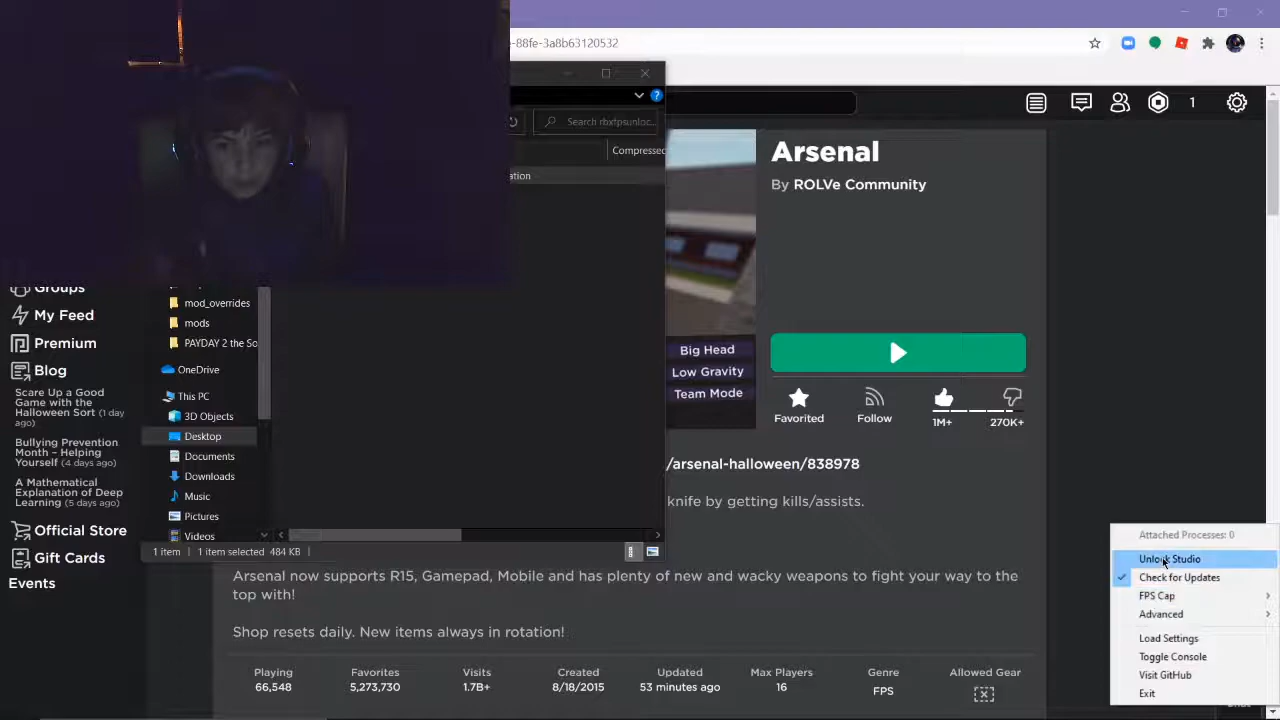 -88fe-3a8b63120532
Search rbxfpsunloc...
1
Compressed
ation
Arsenal
By ROLVe Community
Groups
My Feed
Premium
Blog
Scare Up a Good
Game with the
Halloween Sort (1 day
ago)
Bullying Prevention
Month – Helping
Yourself (4 days ago)
A Mathematical
Explanation of Deep
Learning (5 days ago)
Official Store
Gift Cards
Events
mod_overrides
mods
PAYDAY 2 the So
OneDrive
This PC
3D Objects
Desktop
Documents
Downloads
Music
Pictures
Videos
1 item
1 item selected 484 KB
Big Head
Low Gravity
Team Mode
Favorited
Follow
1M+
270K+
/arsenal-halloween/838978
knife by getting kills/assists.
Arsenal now supports R15, Gamepad, Mobile and has plenty of new and wacky weapons to fight your way to the
top with!
Shop resets daily. New items always in rotation!
Playing
66,548
Favorites
5,273,730
Visits
1.7B+
Created
8/18/2015
Updated
53 minutes ago
Max Players
16
Genre
FPS
Allowed Gear
Attached Processes: 0
Unlock Studio
Check for Updates
FPS Cap
Advanced
Load Settings
Toggle Console
Visit GitHub
Exit